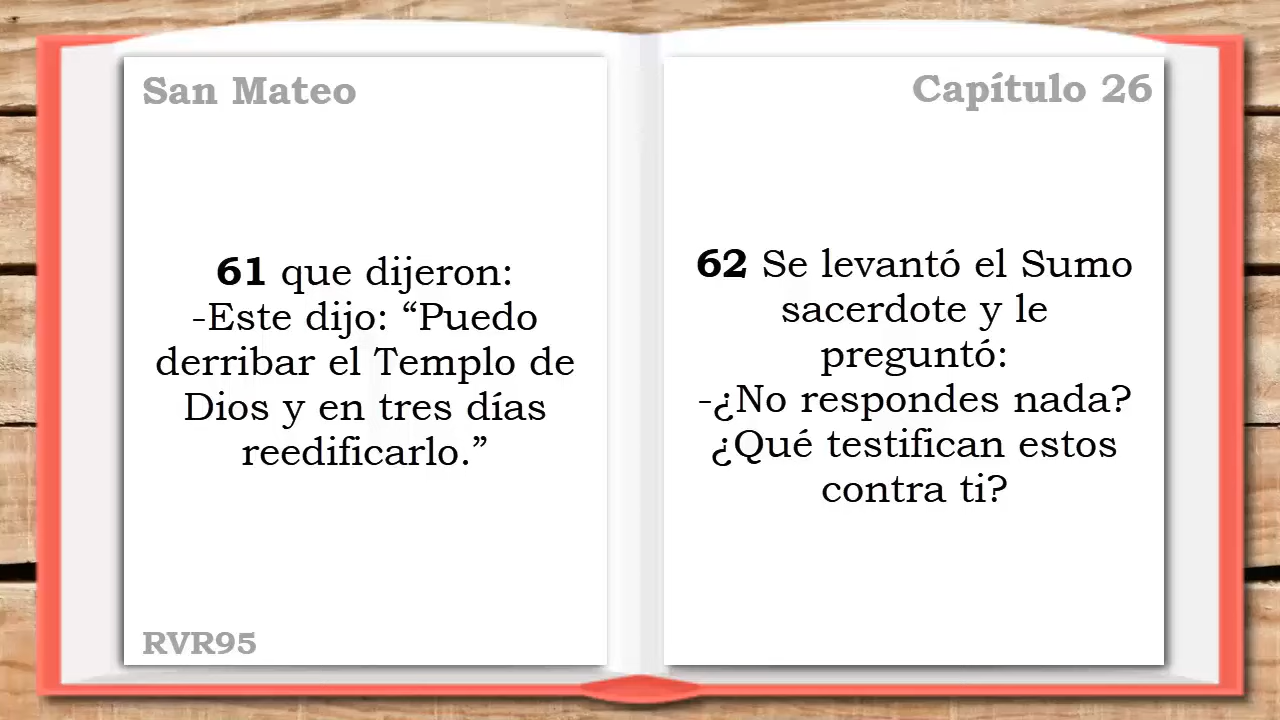 San Mateo
61 que dijeron:
-Este dijo: “Puedo
derribar el Templo de
Dios y en tres días
reedificarlo.”
RVR95
Capítulo 26
62 Se levantó el Sumo
sacerdote y le
preguntó:
-¿No respondes nada?
¿Qué testifican estos
contra ti?